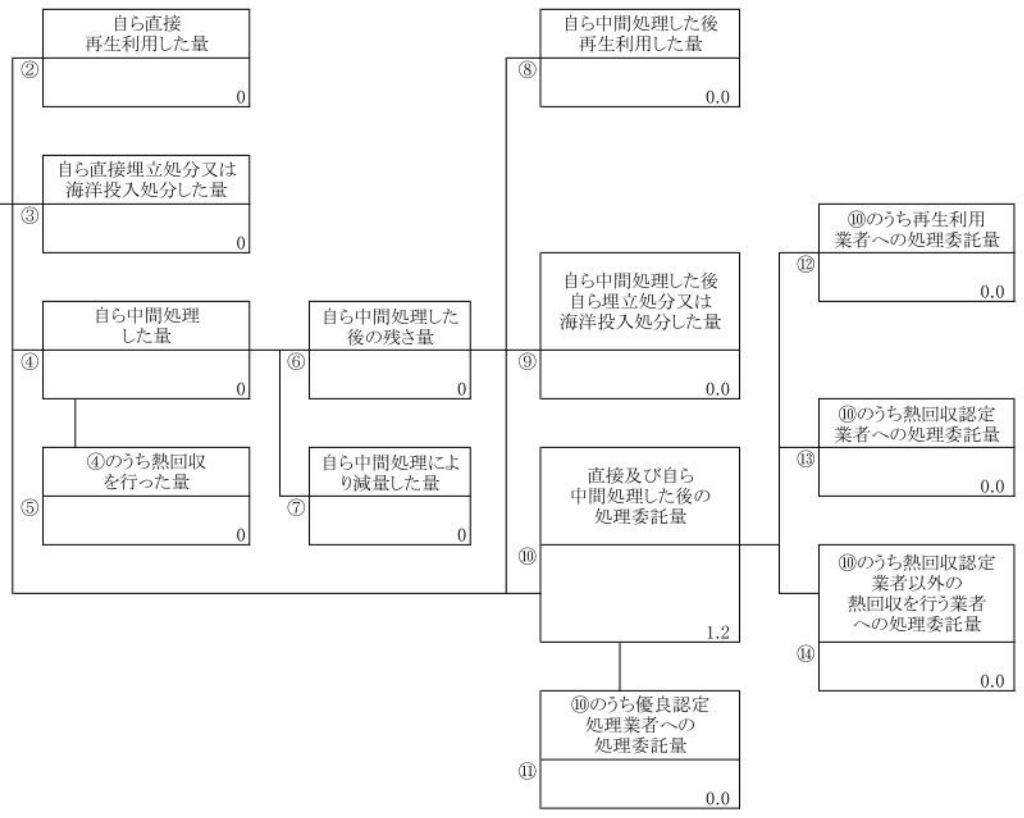 自ら直接
再生利用した量
②
0
自ら直接埋立処分又は
海洋投入処分した量
③
0
自ら中間処理
した量
④
0
④のうち熱回収
を行った量
⑤
0
自ら中間処理した
後の残さ量
⑥
0
自ら中間処理によ
り減量した量
⑦
0
自ら中間処理した後
再生利用した量
⑧
0.0
自ら中間処理した後
自ら埋立処分又は
海洋投入処分した量
⑨
0.0
直接及び自ら
中間処理した後の
処理委託量
⑩
1.2
⑩のうち優良認定
処理業者への
処理委託量
⑪
0.0
⑩のうち再生利用
業者への処理委託量
⑫
0.0
⑩のうち熱回収認定
業者への処理委託量
⑬
0.0
⑩のうち熱回収認定
業者以外の
熱回収を行う業者
への処理委託量
⑭
0.0